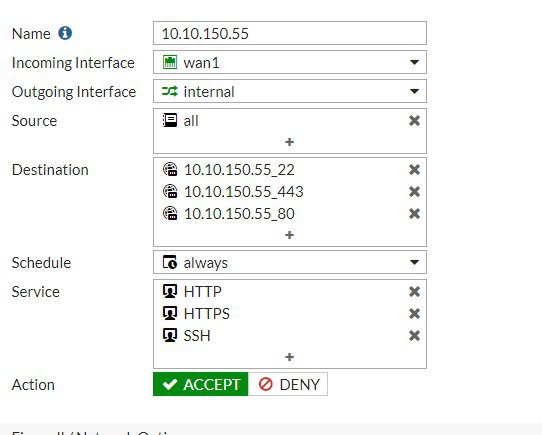 Name 10.10.150.55
Incoming Interface wan1
Outgoing Interface internal
Source all
Destination 10.10.150.55_22
10.10.150.55_443
10.10.150.55_80
Schedule always
Service HTTP
HTTPS
SSH
Action ACCEPT DENY